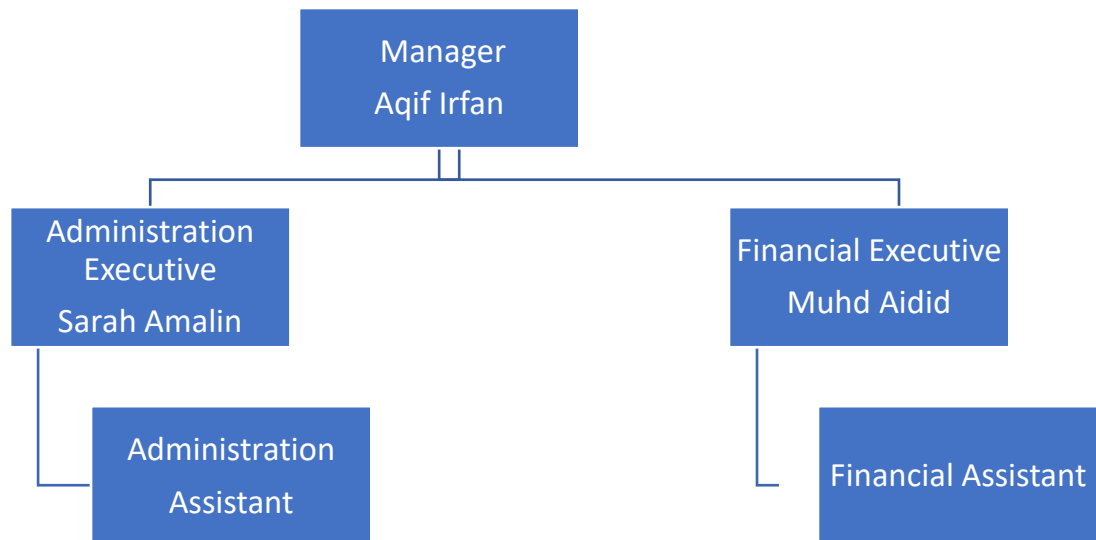 Manager
Aqif Irfan
Administration
Executive
Sarah Amalin
Financial Executive
Muhd Aidid
Administration
Assistant
Financial Assistant